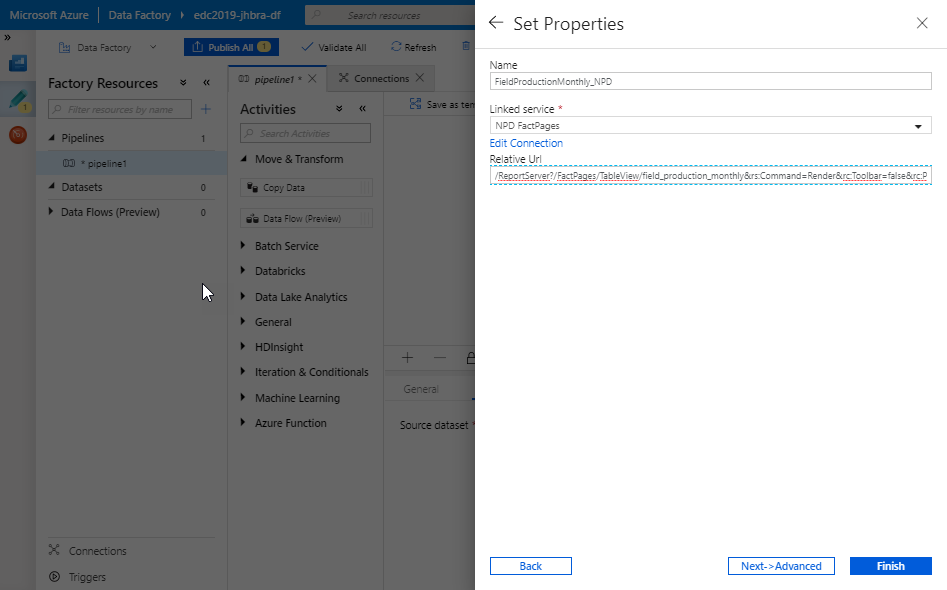 Microsoft Azure
Data Factory
edc2019-jhbra-df
Search resources
»
Data Factory
Publish All 1
Validate All
Refresh
Factory Resources
Filter resources by name
Pipelines 1
* pipeline1
Datasets 0
Data Flows (Preview) 0
Connections
Triggers
pipeline1 *
Connections
Activities
Search Activities
Move & Transform
Copy Data
Data Flow (Preview)
Batch Service
Databricks
Data Lake Analytics
General
HDInsight
Iteration & Conditionals
Machine Learning
Azure Function
Save as tem
General
Source dataset *
Set Properties
Name
FieldProductionMonthly_NPD
Linked service *
NPD FactPages
Edit Connection
Relative Url
/ReportServer?/FactPages/TableView/field_production_monthly&rs:Command=Render&rc:Toolbar=false&rc:P
Back
Next->Advanced
Finish